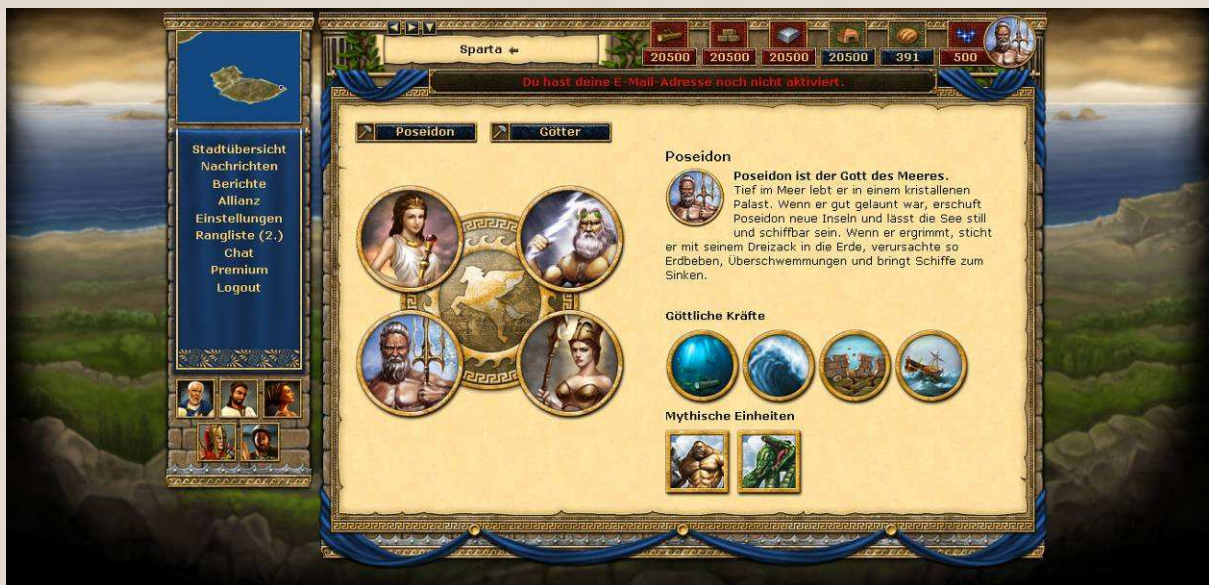 Sparta
20500
20500
20500
20500
391
500
Du hast deine E-Mail-Adresse noch nicht aktiviert.
Stadtübersicht
Nachrichten
Berichte
Allianz
Einstellungen
Rangliste (2.)
Chat
Premium
Logout
Poseidon
Götter
Poseidon
Poseidon ist der Gott des Meeres.
Tief im Meer lebt er in einem kristallenen
Palast. Wenn er gut gelaunt war, erschuft
Poseidon neue Inseln und lässt die See still
und schiffbar sein. Wenn er ergrimmt, sticht
er mit seinem Dreizack in die Erde, verursachte so
Erdbeben, Überschwemmungen und bringt Schiffe zum
Sinken.
Göttliche Kräfte
Mythische Einheiten